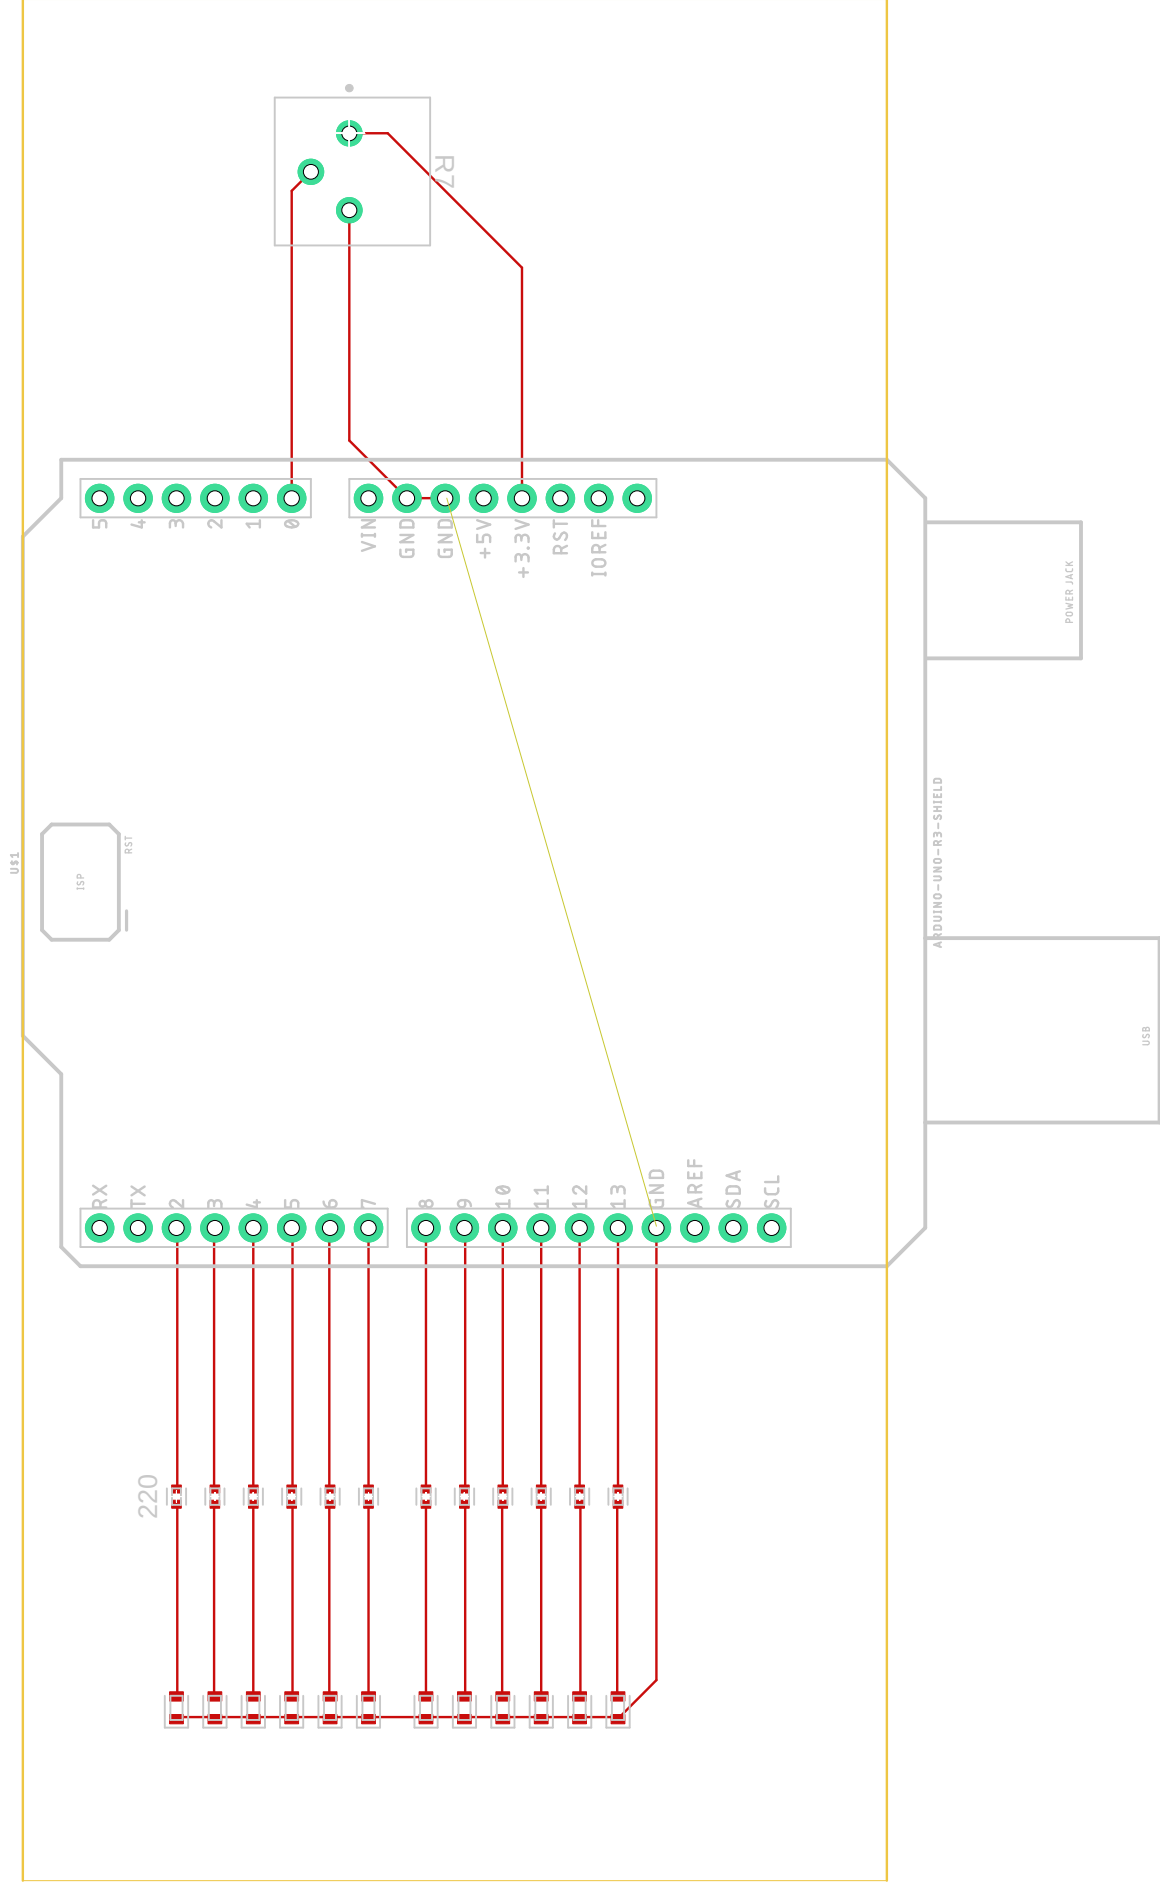 R7
5
4
3
2
1
0
VIN
GND
GND
+5V
+3.3V
RST
IOREF
POWER JACK
ARDUINO-UNO-R3-SHIELD
U$1
RST
ISP
USB
RX
TX
2
3
4
5
6
7
8
9
10
11
12
13
GND
AREF
SDA
SCL
220